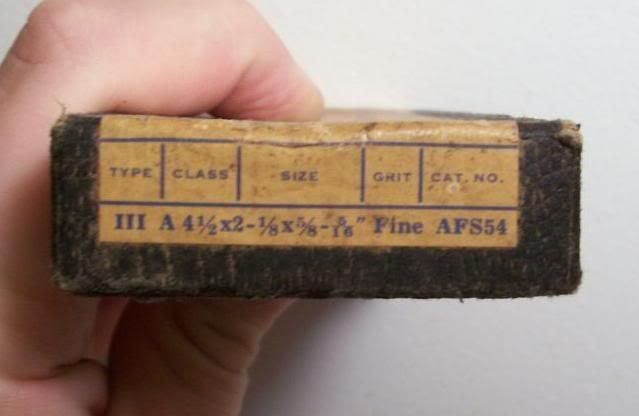 TYPE CLASS SIZE GRIT CAT. NO.
III A 4½x2-⅛x⅝-5/16" Fine AFS54